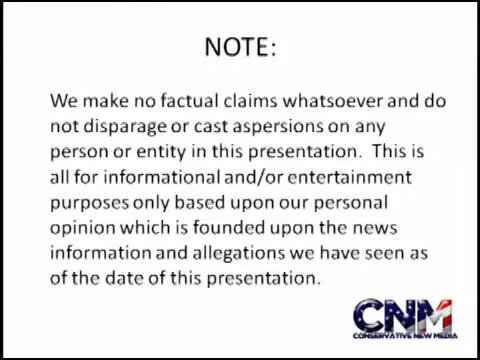 NOTE:
We make no factual claims whatsoever and do
not disparage or cast aspersions on any
person or entity in this presentation.  This is
all for informational and/or entertainment
purposes only based upon our personal
opinion which is founded upon the news
information and allegations we have seen as
of the date of this presentation.
CNM
CONSERVATIVE NEW MEDIA